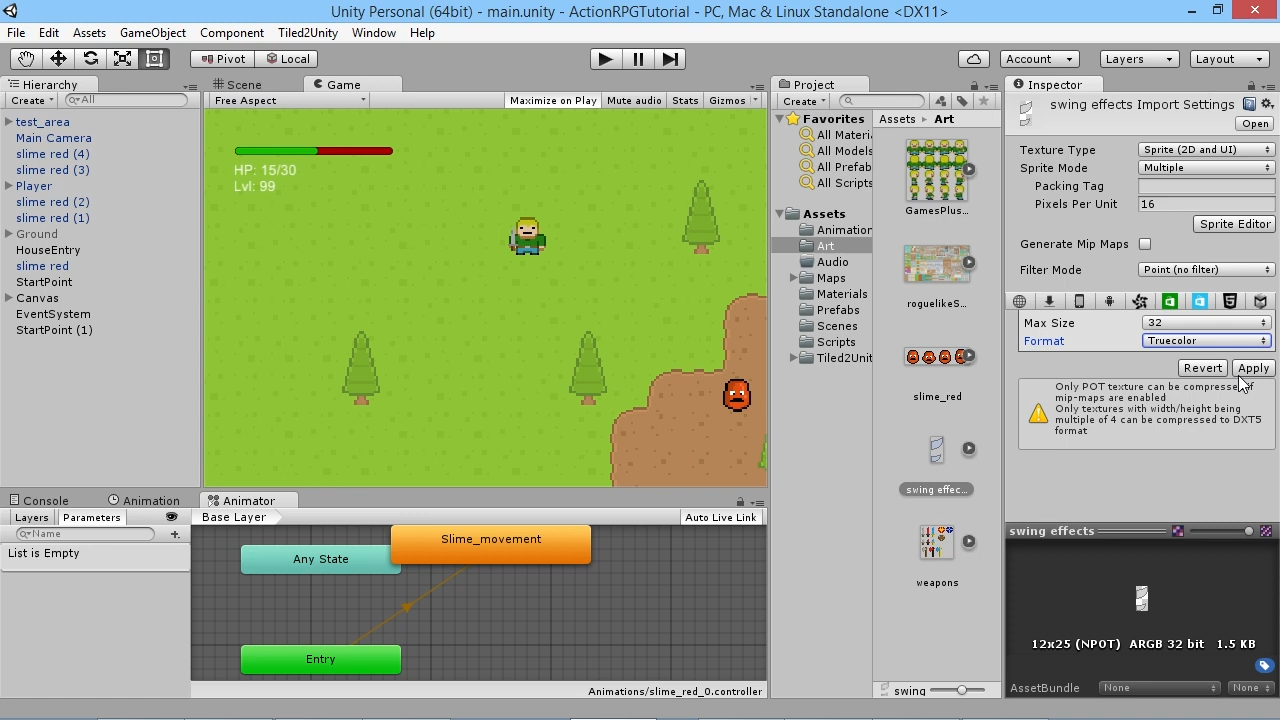 Unity Personal (64bit) - main.unity - ActionRPGTutorial - PC, Mac & Linux Standalone <DX11>
File Edit Assets GameObject Component Tiled2Unity Window Help
Pivot Local Account Layers Layout
Hierarchy
Create All
test_area
Main Camera
slime red (4)
slime red (3)
Player
slime red (2)
slime red (1)
Ground
HouseEntry
slime red
StartPoint
Canvas
EventSystem
StartPoint (1)
Scene Game
Free Aspect Maximize on Play Mute audio Stats Gizmos
HP: 15/30
Lvl: 99
Console Animation Animator
Layers Parameters Base Layer Auto Live Link
Name
List is Empty
Any State
Slime_movement
Entry
Animations/slime_red_0.controller
Project
Create
Favorites
All Materi
All Models
All Prefab
All Scripts
Assets
Animation
Art
Audio
Maps
Materials
Prefabs
Scenes
Scripts
Tiled2Unit
Assets Art
GamesPlus...
roguelikeS...
slime_red
swing effec...
weapons
swing
Inspector
swing effects Import Settings
Open
Texture Type Sprite (2D and UI)
Sprite Mode Multiple
Packing Tag
Pixels Per Unit 16
Sprite Editor
Generate Mip Maps
Filter Mode Point (no filter)
Max Size 32
Format Truecolor
Revert Apply
Only POT texture can be compressed if
mip-maps are enabled
Only textures with width/height being
multiple of 4 can be compressed to DXT5
format
swing effects
12x25 (NPOT) ARGB 32 bit 1.5 KB
AssetBundle None None